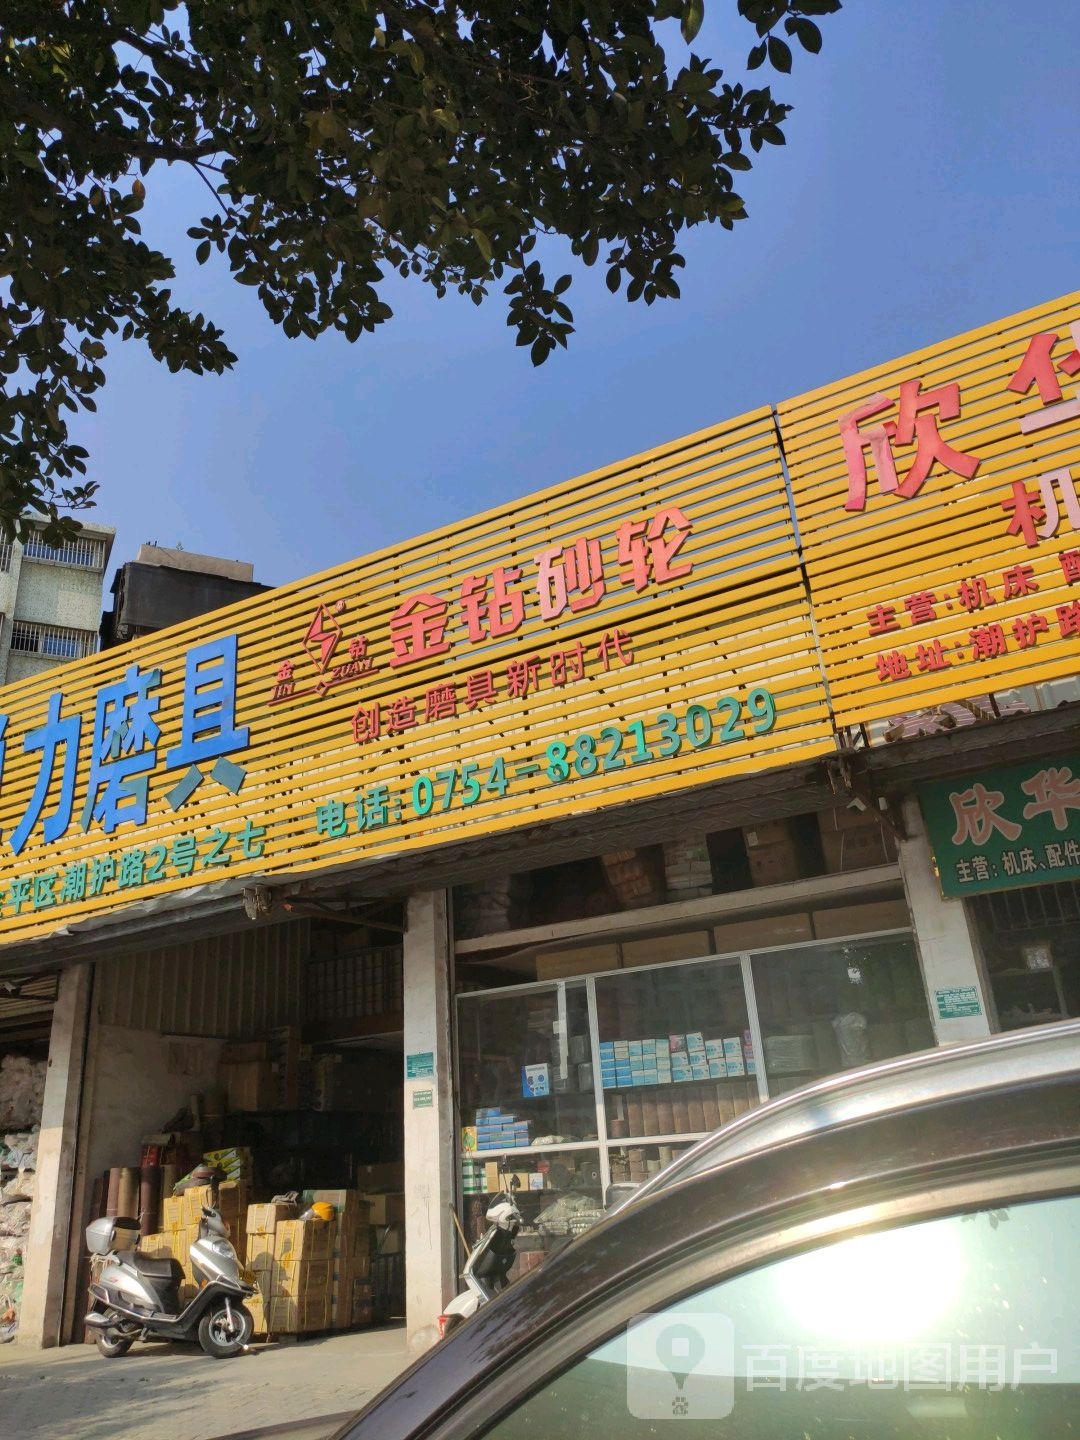 力磨具
金钻
JIN ZUAN
®
金钻砂轮
创造磨具新时代
电话:0754-88213029
平区潮护路2号之七
欣华
机
主营:机床 配
地址:潮护路
欣华
主营:机床、配件
百度地图用户